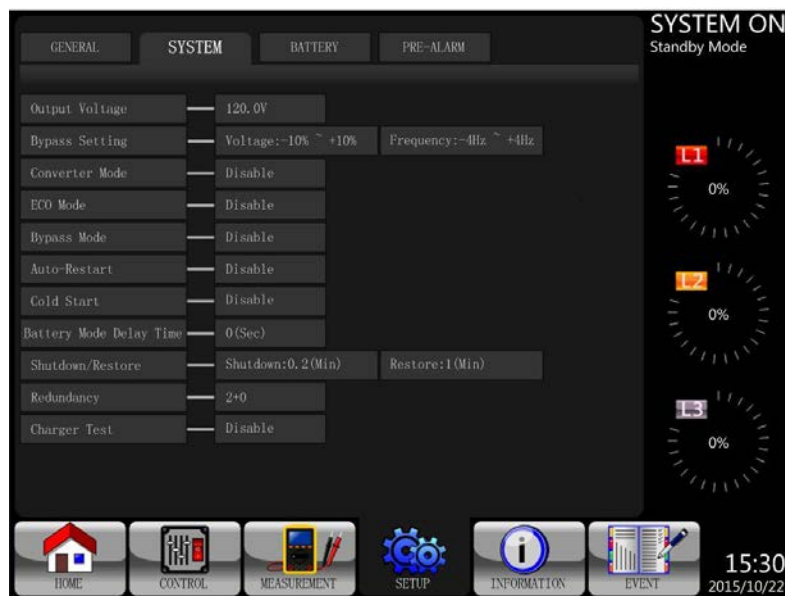 SYSTEM ON
Standby Mode
GENERAL SYSTEM BATTERY PRE-ALARM
Output Voltage 120.0V
Bypass Setting Voltage:-10% ~ +10% Frequency:-4Hz ~ +4Hz
Converter Mode Disable
ECO Mode Disable
Bypass Mode Disable
Auto-Restart Disable
Cold Start Disable
Battery Mode Delay Time 0(Sec)
Shutdown/Restore Shutdown:0.2(Min) Restore:1(Min)
Redundancy 2+0
Charger Test Disable
L1
0%
L2
0%
L3
0%
HOME CONTROL MEASUREMENT SETUP INFORMATION EVENT
15:30
2015/10/22